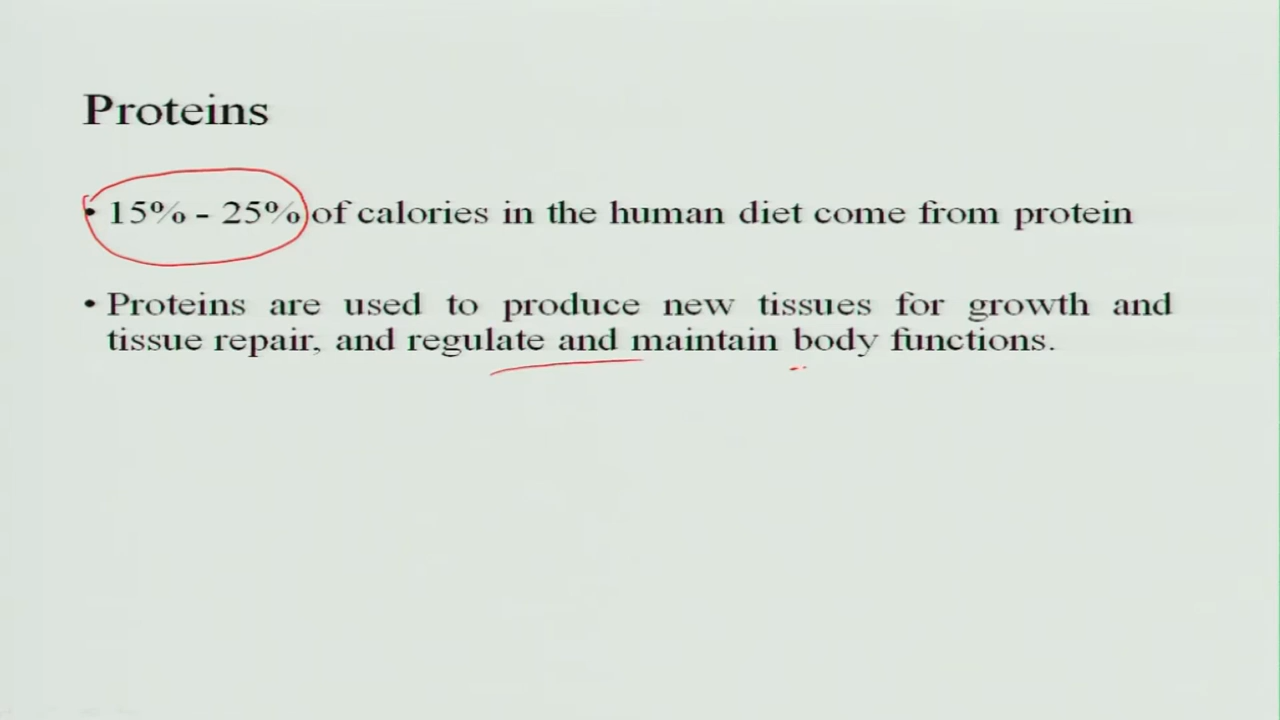 Proteins
• 15% - 25% of calories in the human diet come from protein
• Proteins are used to produce new tissues for growth and
tissue repair, and regulate and maintain body functions.